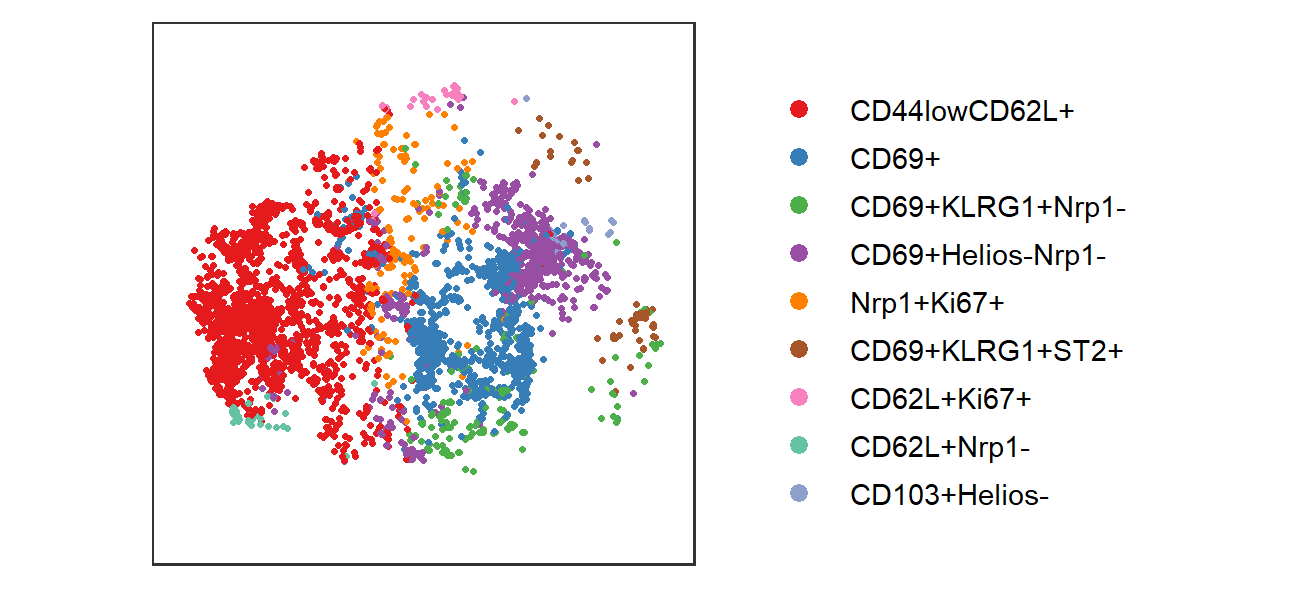 CD44lowCD62L+
CD69+
CD69+KLRG1+Nrp1-
CD69+Helios-Nrp1-
Nrp1+Ki67+
CD69+KLRG1+ST2+
CD62L+Ki67+
CD62L+Nrp1-
CD103+Helios-